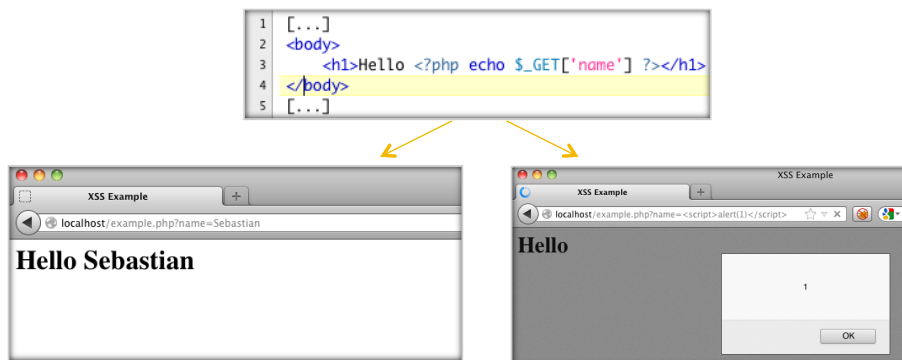 1 [...]
2 <body>
3 <h1>Hello <?php echo $_GET['name'] ?></h1>
4 </body>
5 [...]
XSS Example
localhost/example.php?name=Sebastian
Hello Sebastian
XSS Example
XSS Example
localhost/example.php?name=<script>alert(1)</script>
Hello
1
OK